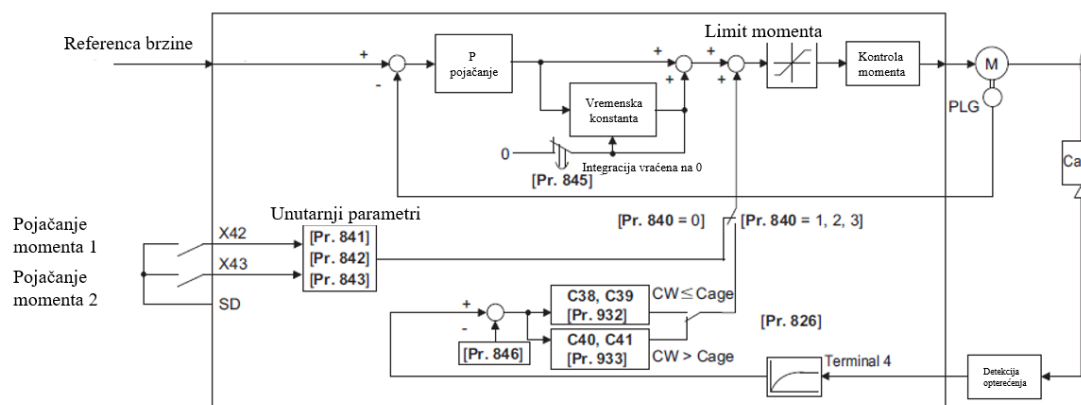 Referenca brzine
+
-
P
pojačanje
+
+
+
+
Limit momenta
Kontrola
momenta
M
PLG
Vremenska
konstanta
0
Integracija vraćena na 0
[Pr. 845]
Ca
Pojačanje
momenta 1
Pojačanje
momenta 2
X42
X43
SD
Unutarnji parametri
[Pr. 841]
[Pr. 842]
[Pr. 843]
[Pr. 840 = 0]
[Pr. 840 = 1, 2, 3]
+
-
[Pr. 846]
C38, C39
[Pr. 932]
CW ≤ Cage
C40, C41
[Pr. 933]
CW > Cage
[Pr. 826]
Terminal 4
Detekcija
opterećenja